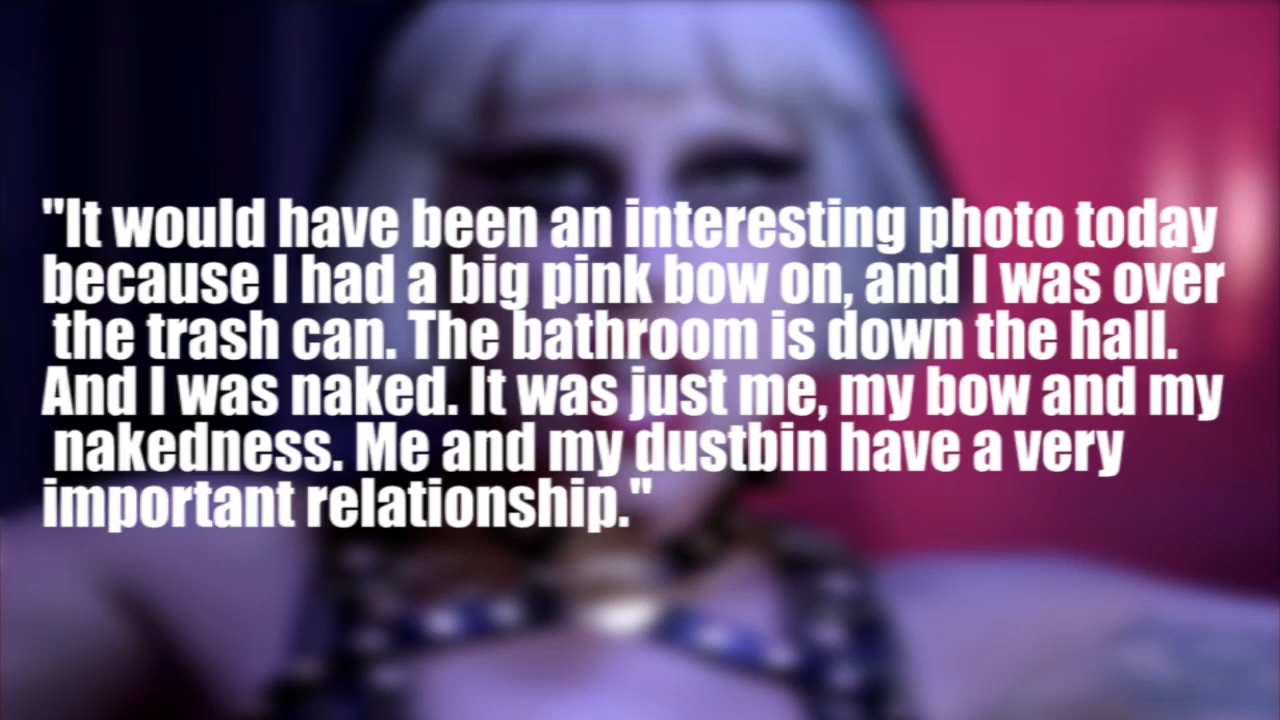 "It would have been an interesting photo today
because I had a big pink bow on, and I was over
the trash can. The bathroom is down the hall.
And I was naked. It was just me, my bow and my
nakedness. Me and my dustbin have a very
important relationship."